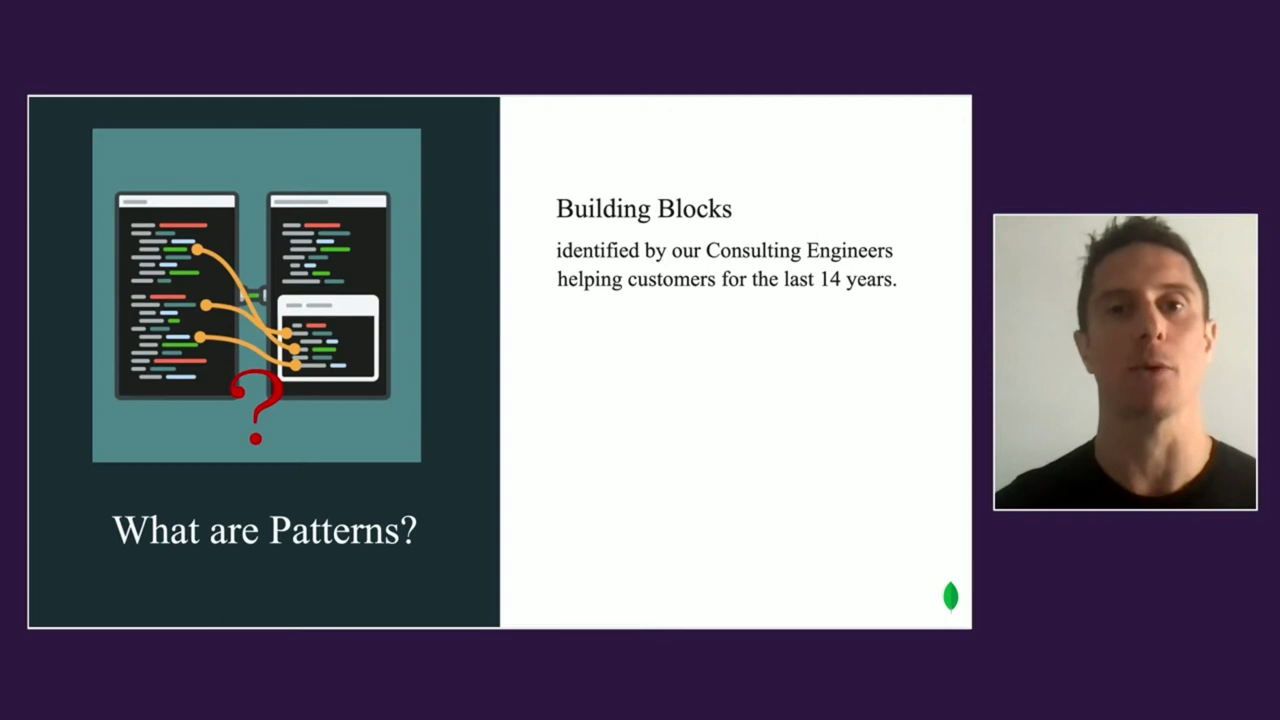 ?
What are Patterns?
Building Blocks
identified by our Consulting Engineers
helping customers for the last 14 years.